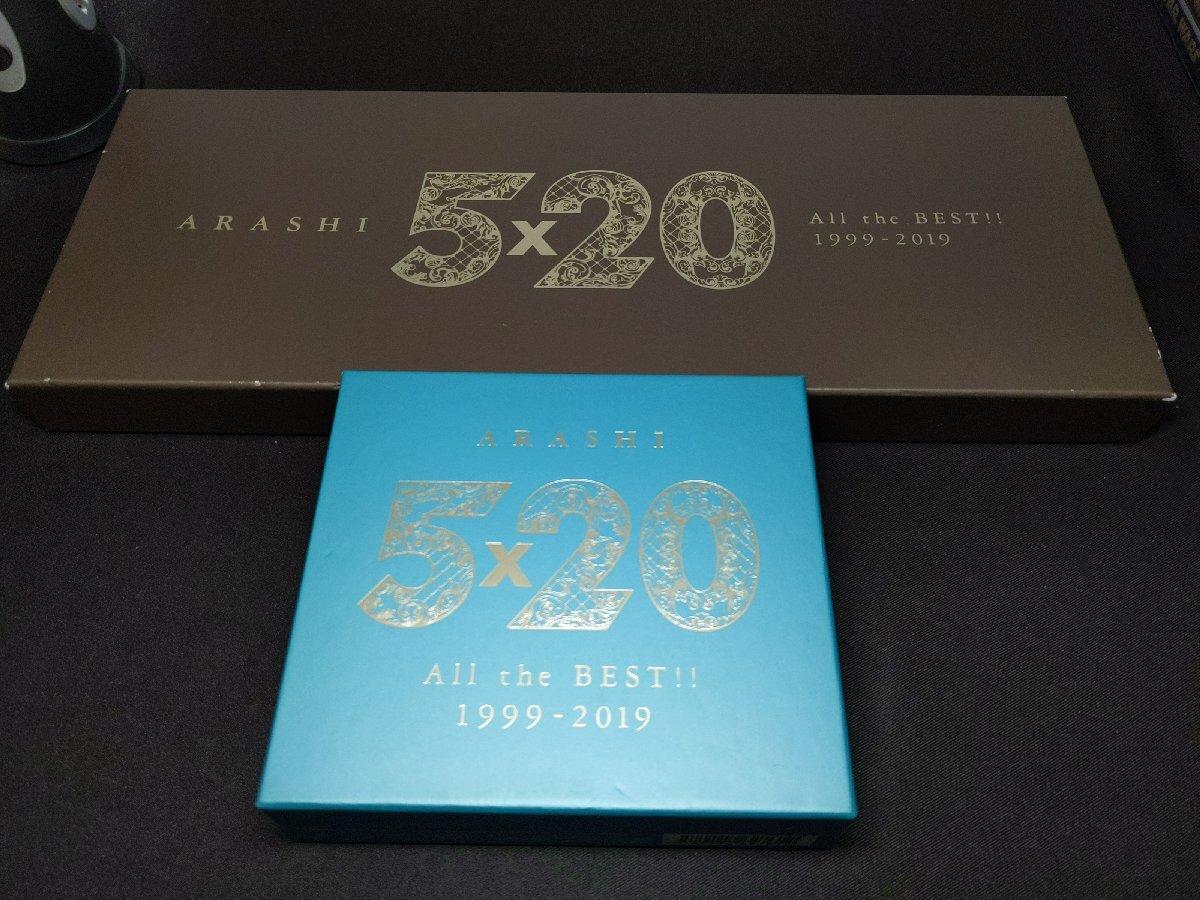 ARASHI 5x20 All the BEST!!
1999-2019
ARASHI
5x20
All the BEST!!
1999-2019